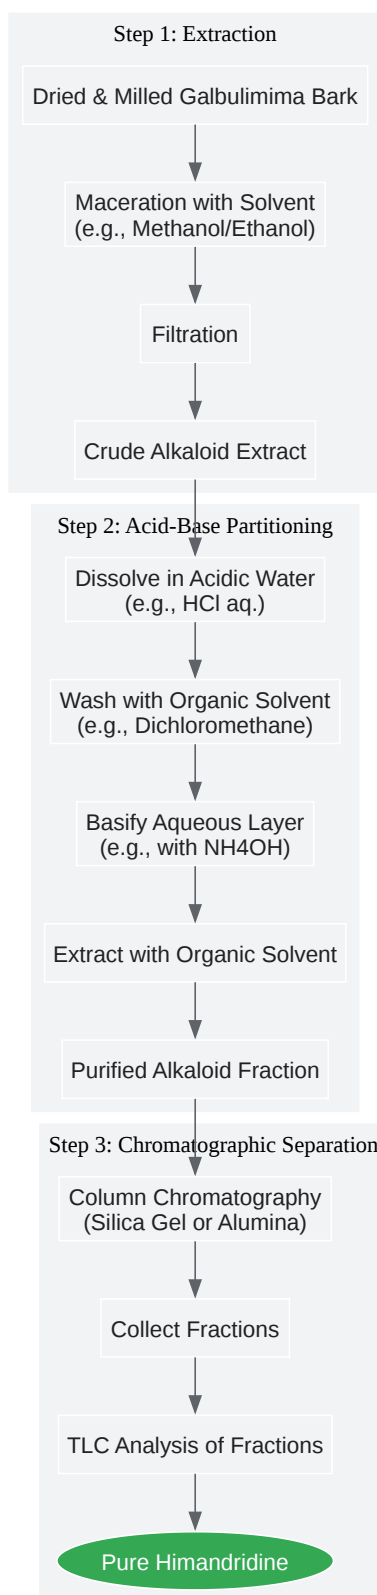 Step 1: Extraction
Dried & Milled Galbulimima Bark
Maceration with Solvent
(e.g., Methanol/Ethanol)
Filtration
Crude Alkaloid Extract
Step 2: Acid-Base Partitioning
Dissolve in Acidic Water
(e.g., HCl aq.)
Wash with Organic Solvent
(e.g., Dichloromethane)
Basify Aqueous Layer
(e.g., with NH4OH)
Extract with Organic Solvent
Purified Alkaloid Fraction
Step 3: Chromatographic Separation
Column Chromatography
(Silica Gel or Alumina)
Collect Fractions
TLC Analysis of Fractions
Pure Himandridine